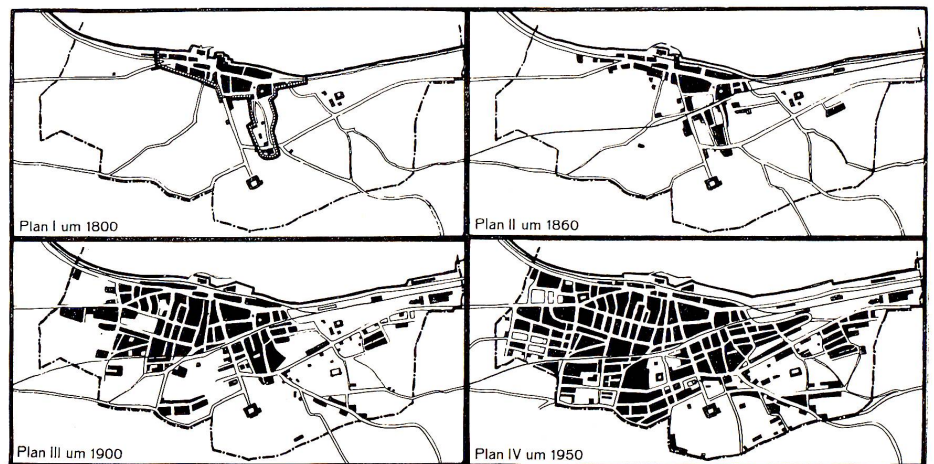 Plan I um 1800
Plan II um 1860
Plan III um 1900
Plan IV um 1950